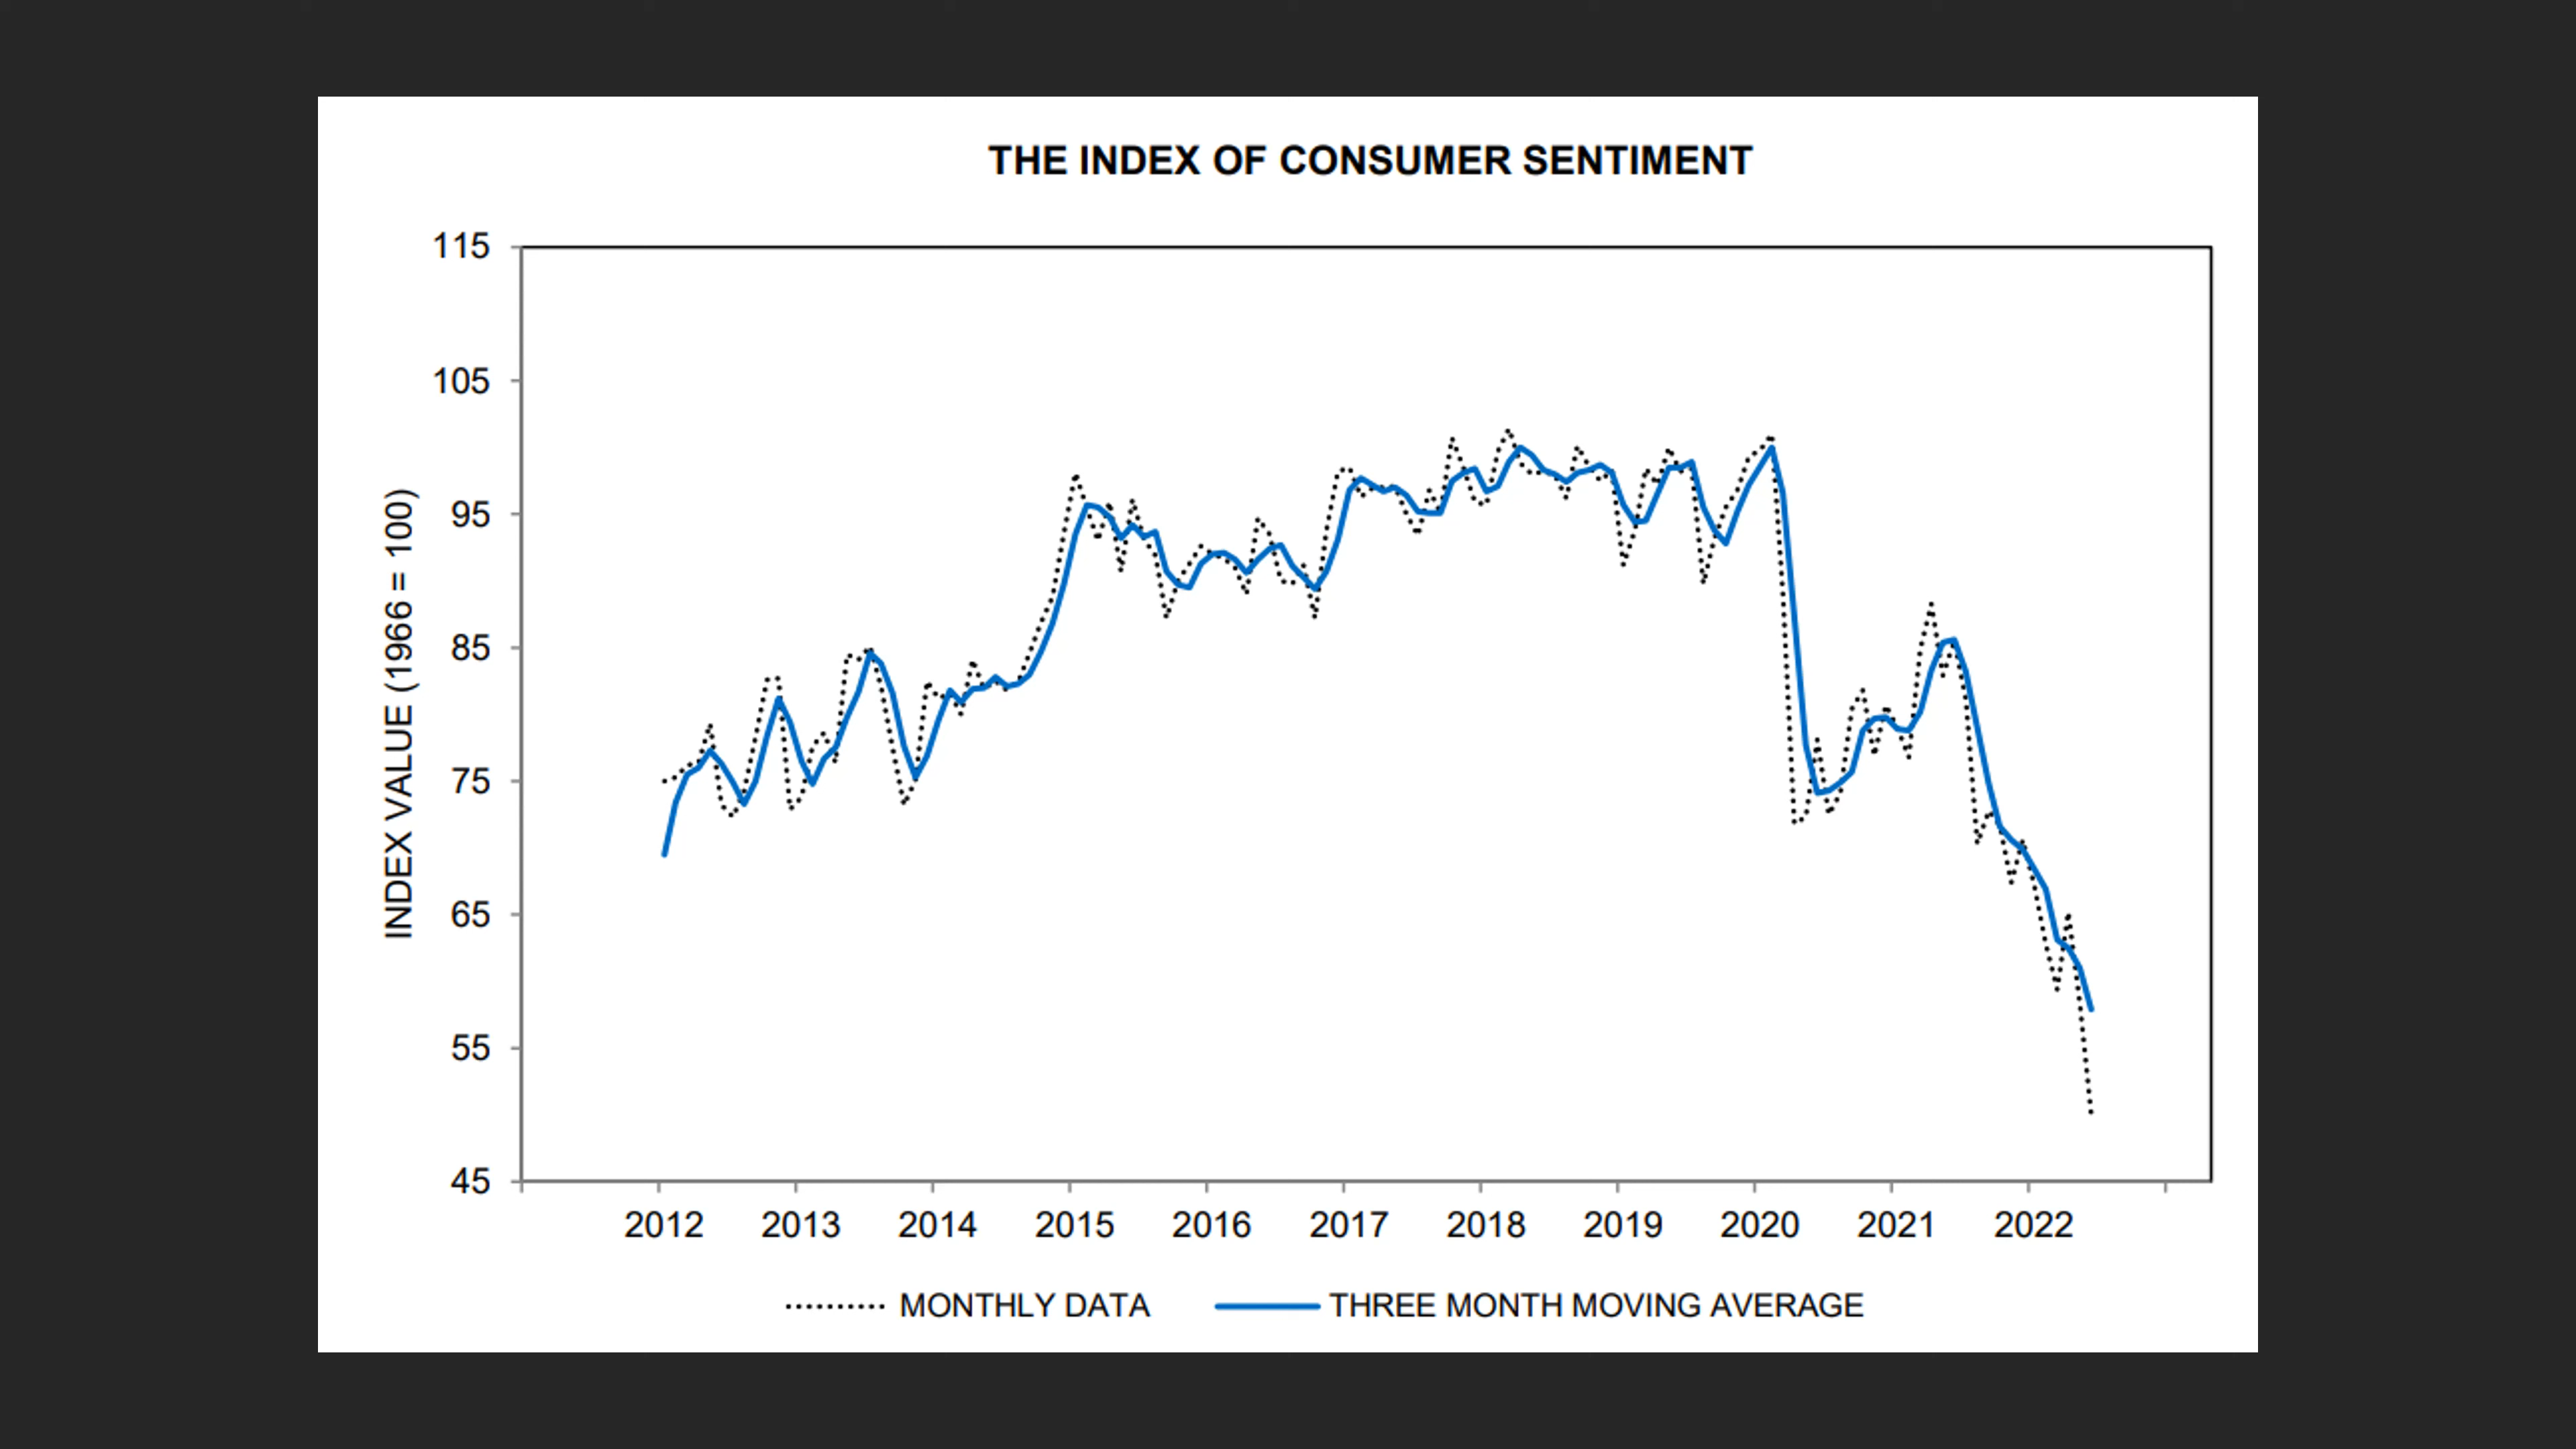 THE INDEX OF CONSUMER SENTIMENT
INDEX VALUE (1966 = 100)
115
105
95
85
75
65
55
45
2012 2013 2014 2015 2016 2017 2018 2019 2020 2021 2022
MONTHLY DATA THREE MONTH MOVING AVERAGE